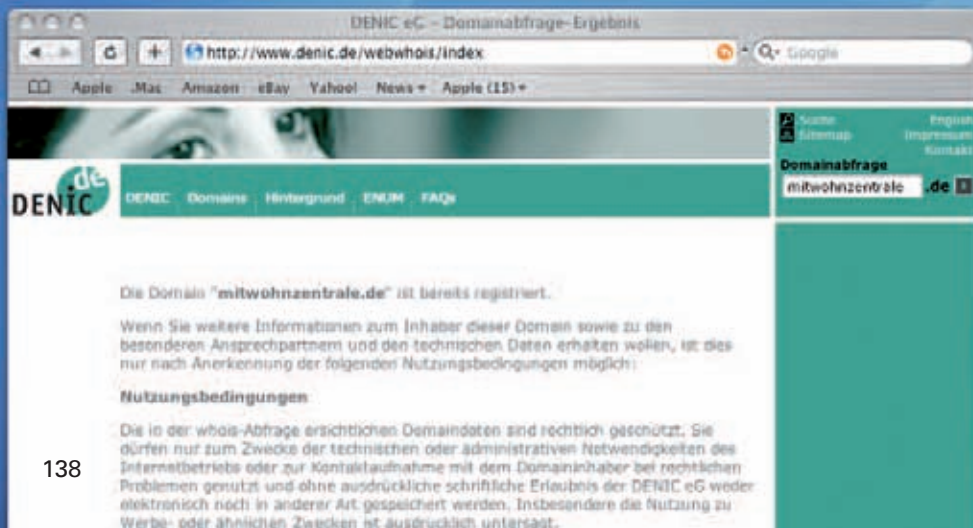 DENIC eG – Domainabfrage-Ergebnis
http://www.denic.de/webwhois/index
Google
Apple .Mac Amazon eBay Yahoo! News Apple (15)
Suche English
Sitemap Impressum
Kontakt
Domainabfrage
mitwohnzentrale .de
DENIC de
DENIC Domains Hintergrund ENUM FAQs
Die Domain "mitwohnzentrale.de" ist bereits registriert.
Wenn Sie weitere Informationen zum Inhaber dieser Domain sowie zu den
besonderen Ansprechpartnern und den technischen Daten erhalten wollen, ist dies
nur nach Anerkennung der folgenden Nutzungsbedingungen möglich:
Nutzungsbedingungen
Die in der whois-Abfrage ersichtlichen Domaindaten sind rechtlich geschützt. Sie
dürfen nur zum Zwecke der technischen oder administrativen Notwendigkeiten des
Internetbetriebs oder zur Kontaktaufnahme mit dem Domaininhaber bei rechtlichen
Problemen genutzt und ohne ausdrückliche schriftliche Erlaubnis der DENIC eG weder
elektronisch noch in anderer Art gespeichert werden. Insbesondere die Nutzung zu
Werbe- oder ähnlichen Zwecken ist ausdrücklich untersagt.
138